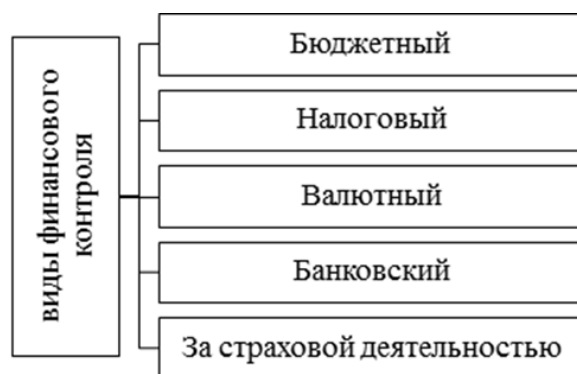 виды финансового
контроля
Бюджетный
Налоговый
Валютный
Банковский
За страховой деятельностью